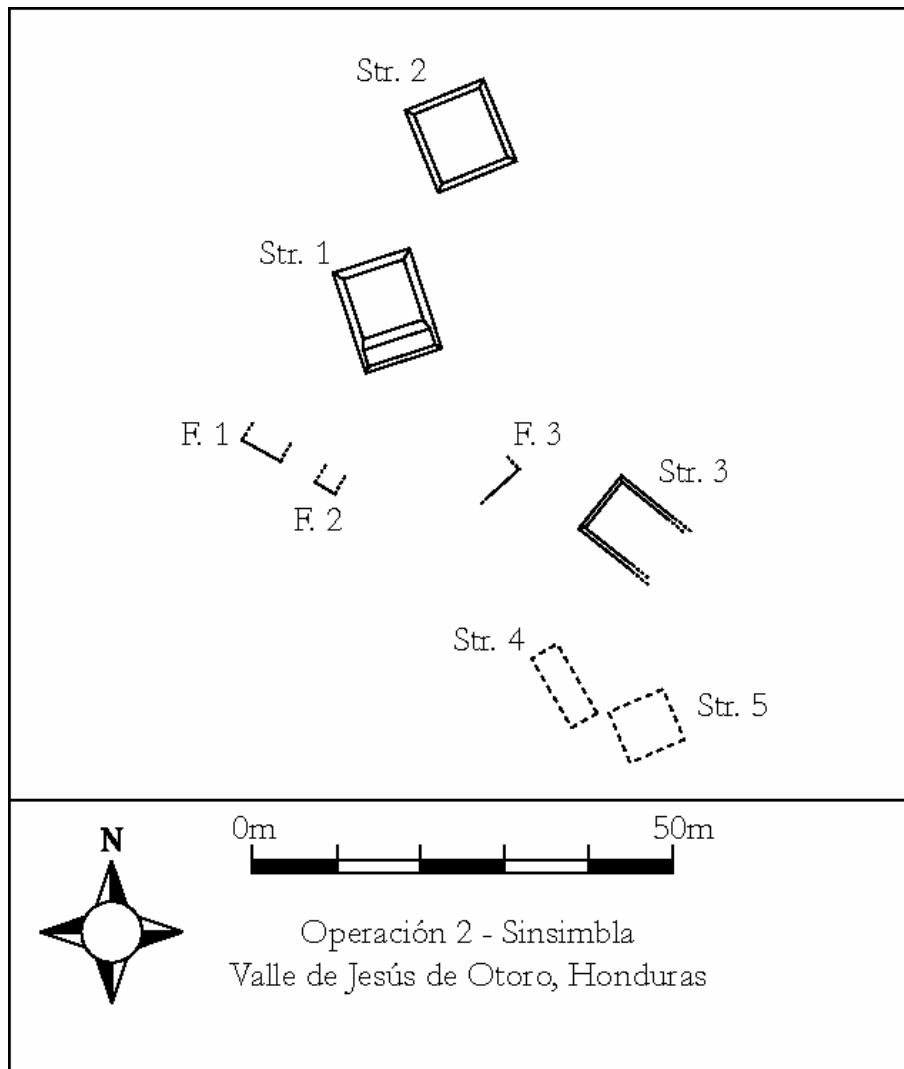 Str. 2
Str. 1
F. 1
F. 2
F. 3
Str. 3
Str. 4
Str. 5
N
0m 50m
Operación 2 - Sinsimbla
Valle de Jesús de Otoro, Honduras